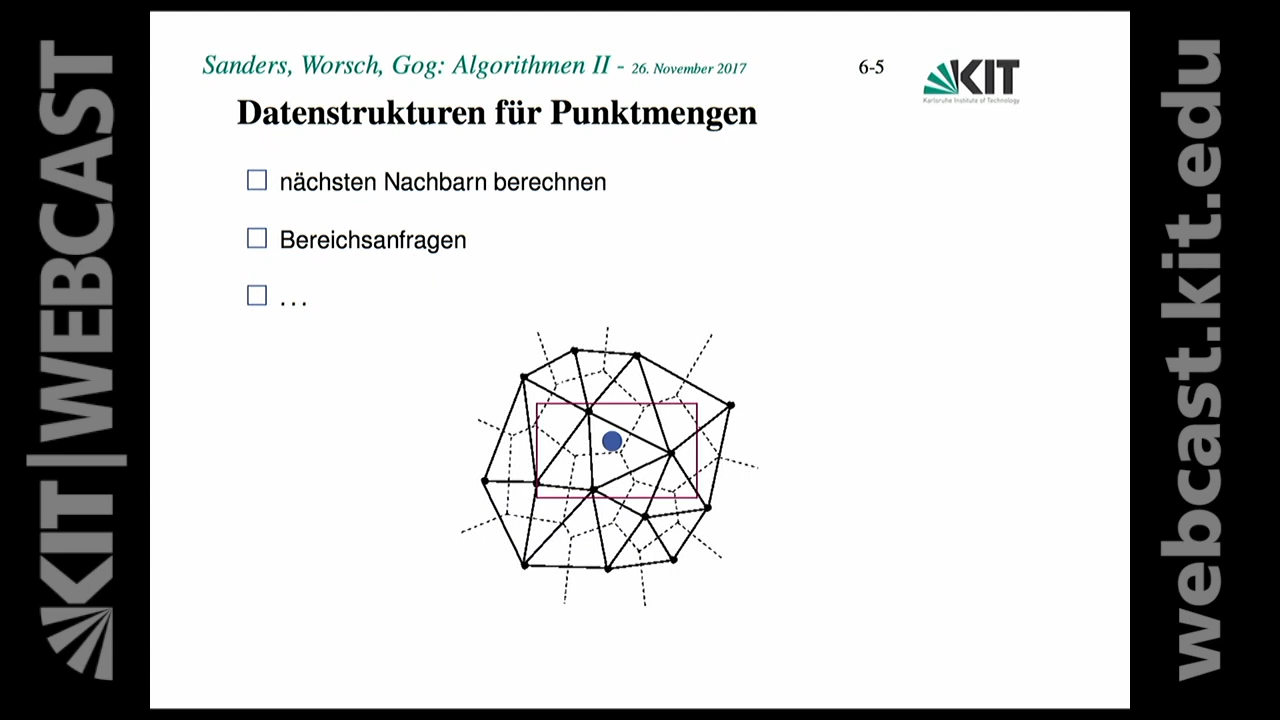 KIT | WEBCAST
Sanders, Worsch, Gog: Algorithmen II - 26. November 2017
6-5
KIT
Karlsruhe Institute of Technology
Datenstrukturen für Punktmengen
nächsten Nachbarn berechnen
Bereichsanfragen
...
webcast.kit.edu